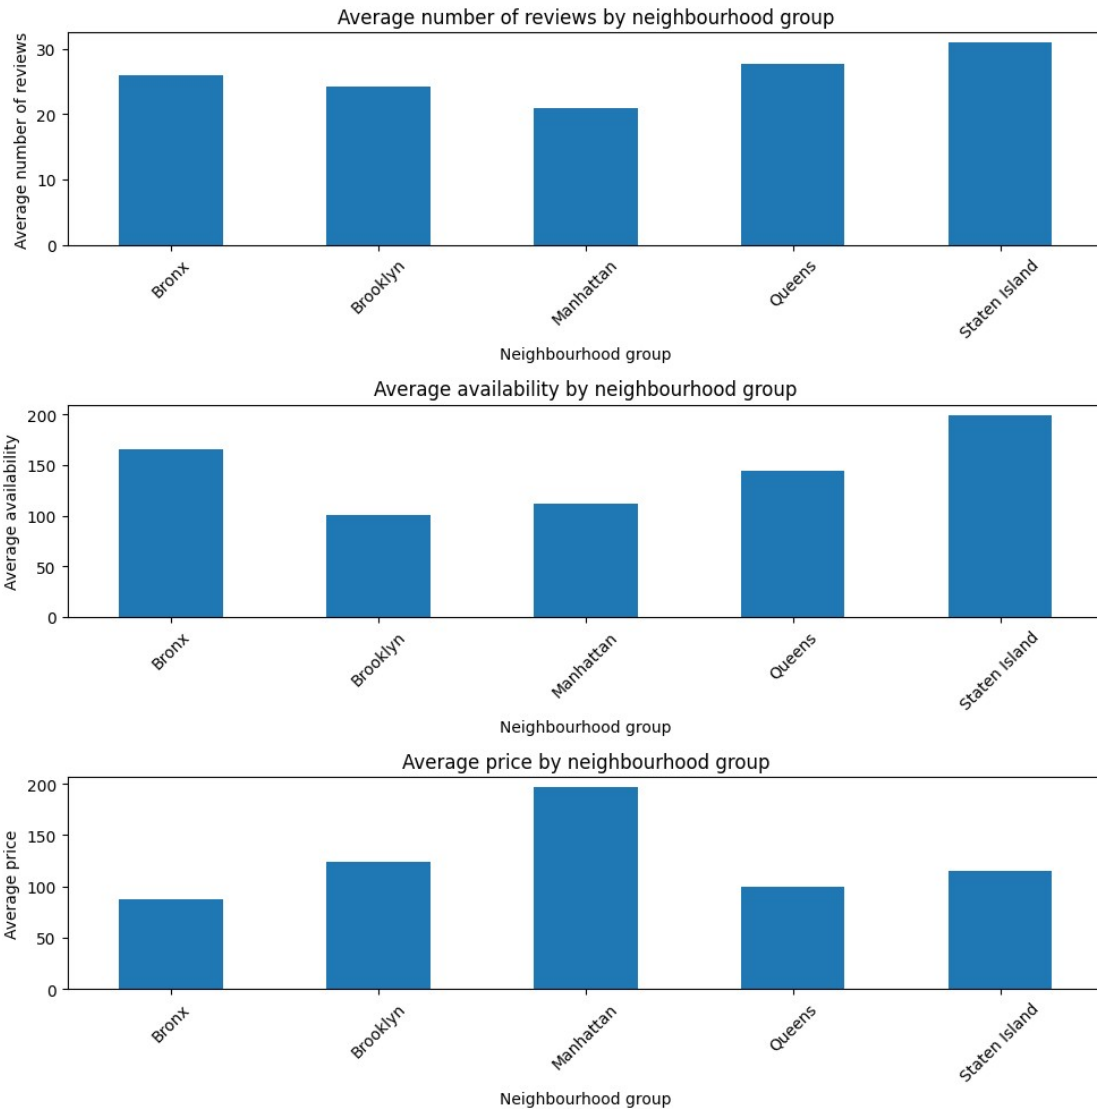 Average number of reviews by neighbourhood group
Average number of reviews
30
20
10
0
Bronx
Brooklyn
Manhattan
Queens
Staten Island
Neighbourhood group
Average availability by neighbourhood group
Average availability
200
150
100
50
0
Bronx
Brooklyn
Manhattan
Queens
Staten Island
Neighbourhood group
Average price by neighbourhood group
Average price
200
150
100
50
0
Bronx
Brooklyn
Manhattan
Queens
Staten Island
Neighbourhood group